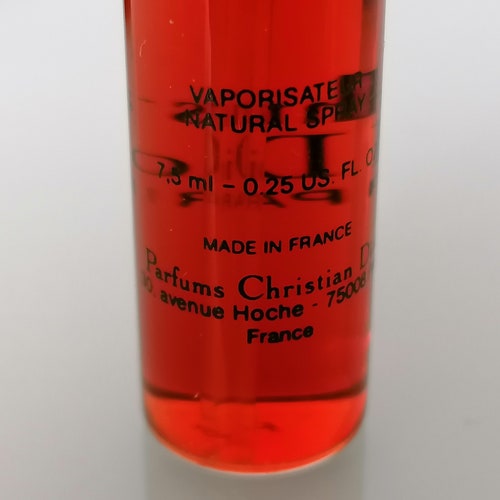 VAPORISATEUR
NATURAL SPRAY
7,5 ml – 0.25 US. FL. O
MADE IN FRANCE
Parfums Christian D
30. avenue Hoche - 75008
France